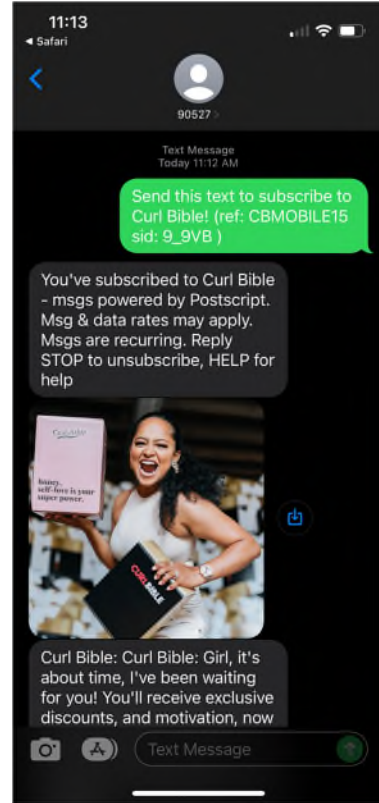 11:13
Safari
90527
Text Message
Today 11:12 AM
Send this text to subscribe to
Curl Bible! (ref: CBMOBILE15
sid: 9_9VB )
You've subscribed to Curl Bible
- msgs powered by Postscript.
Msg & data rates may apply.
Msgs are recurring. Reply
STOP to unsubscribe, HELP for
help
honey,
self-love is your
super power.
CURL BIBLE
Curl Bible: Curl Bible: Girl, it's
about time, I've been waiting
for you! You'll receive exclusive
discounts, and motivation, now
Text Message